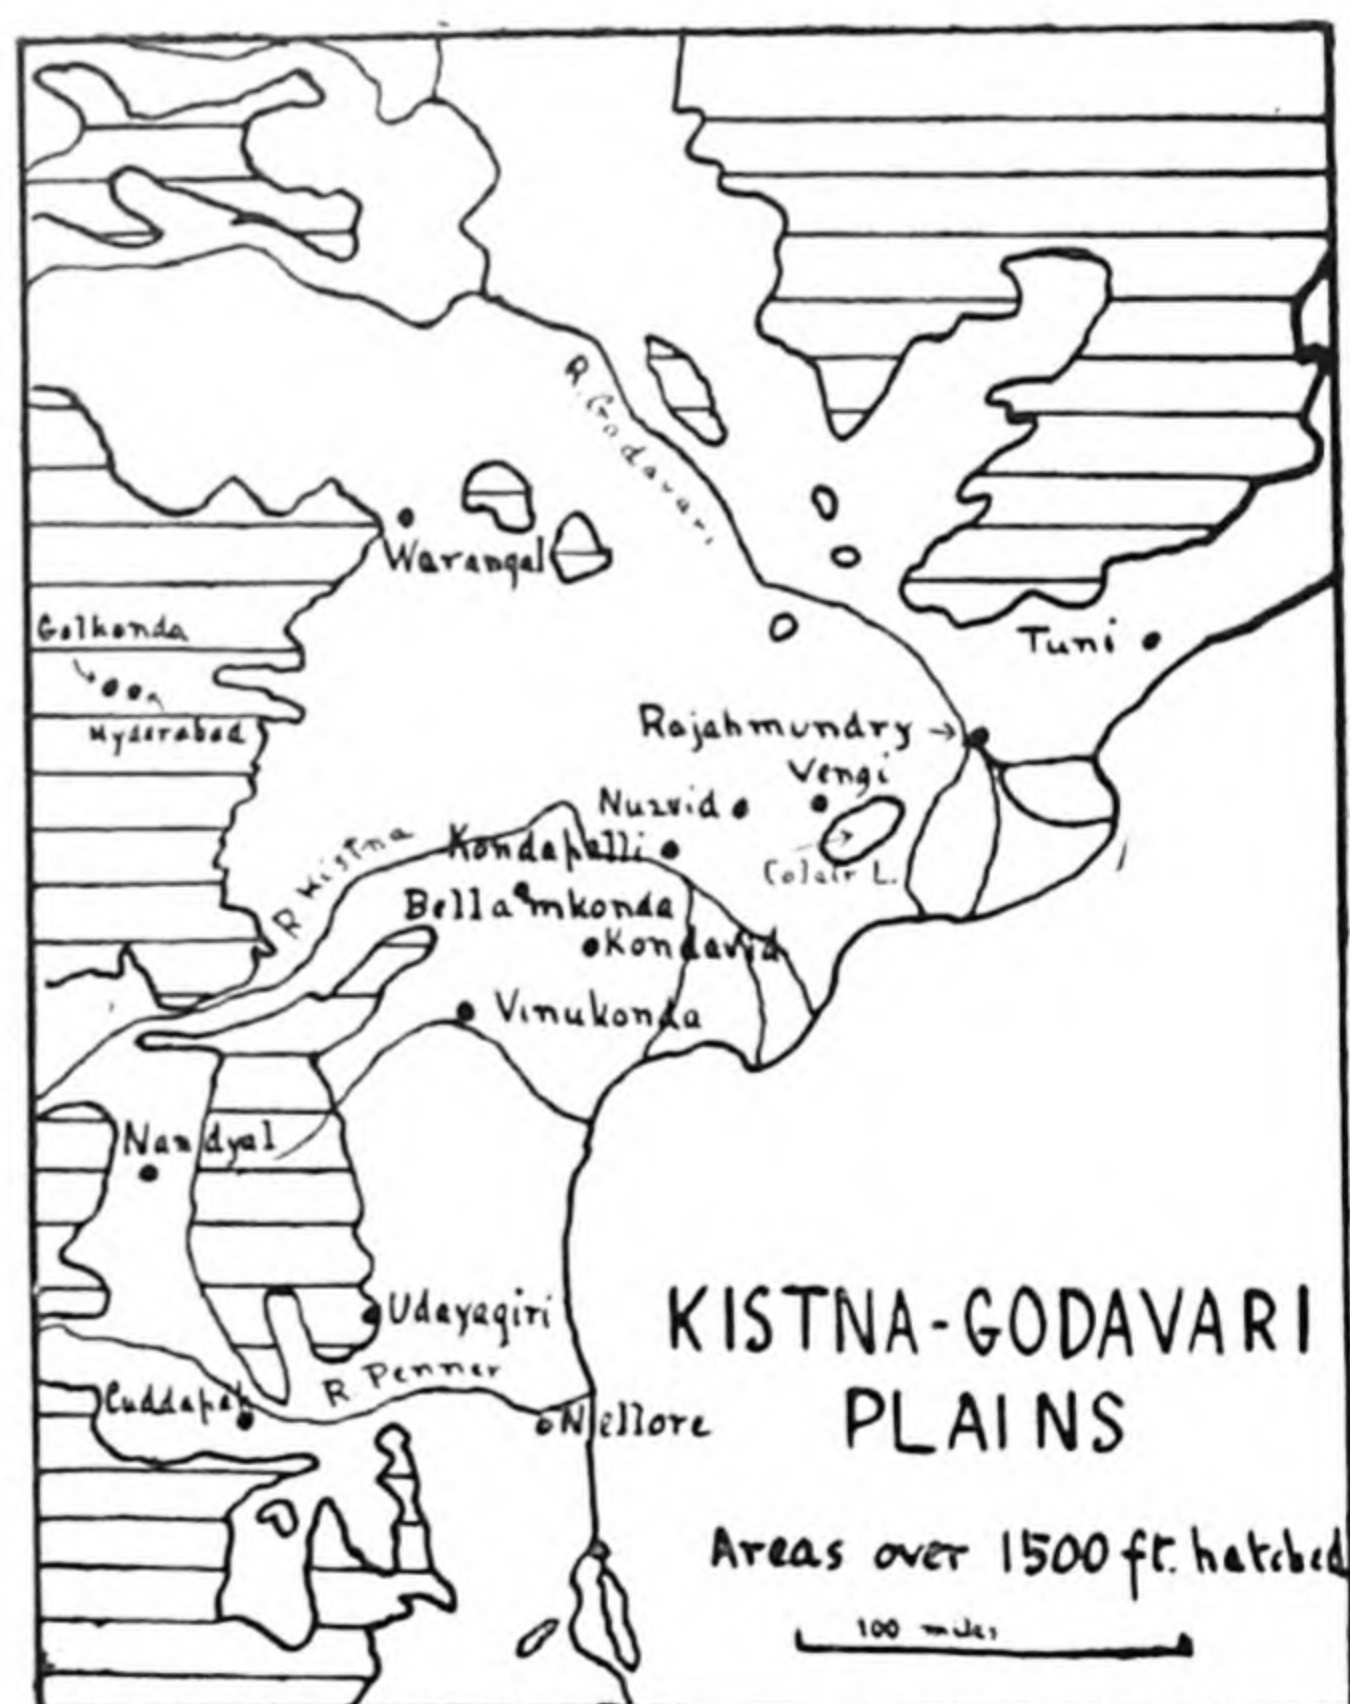 R. Godavari
Warangal
Golkonda
Hyderabad
Tuni
Rajahmundry
Vengi
Nuzvid
Colair L.
R Kistna
Kondapalli
Bellamkonda
Kondavid
Vinukonda
Nandyal
Udayagiri
R Penner
Cuddapah
Nellore
KISTNA-GODAVARI
PLAINS
Areas over 1500 ft. hatched
100 miles